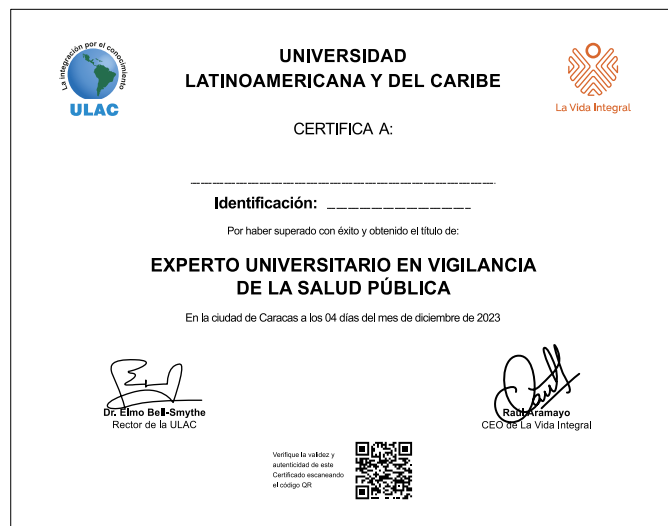 La integración por el conocimiento
ULAC
UNIVERSIDAD
LATINOAMERICANA Y DEL CARIBE
La Vida Integral
CERTIFICA A:
Identificación:
Por haber superado con éxito y obtenido el título de:
EXPERTO UNIVERSITARIO EN VIGILANCIA
DE LA SALUD PÚBLICA
En la ciudad de Caracas a los 04 días del mes de diciembre de 2023
Dr. Elmo Bell-Smythe
Rector de la ULAC
Raúl Aramayo
CEO de La Vida Integral
Verifique la validez y
autenticidad de este
Certificado escaneando
el código QR